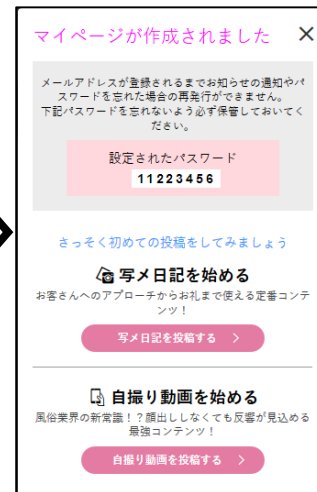 マイページが作成されました ×
メールアドレスが登録されるまでお知らせの通知やパ
スワードを忘れた場合の再発行ができません。
下記パスワードを忘れないよう必ず保管しておいてく
ださい。
設定されたパスワード
11223456
さっそく初めての投稿をしてみましょう
写メ日記を始める
お客さんへのアプローチからお礼まで使える定番コンテ
ンツ！
写メ日記を投稿する
自撮り動画を始める
風俗業界の新常識！？顔出ししなくても反響が見込める
最強コンテンツ！
自撮り動画を投稿する